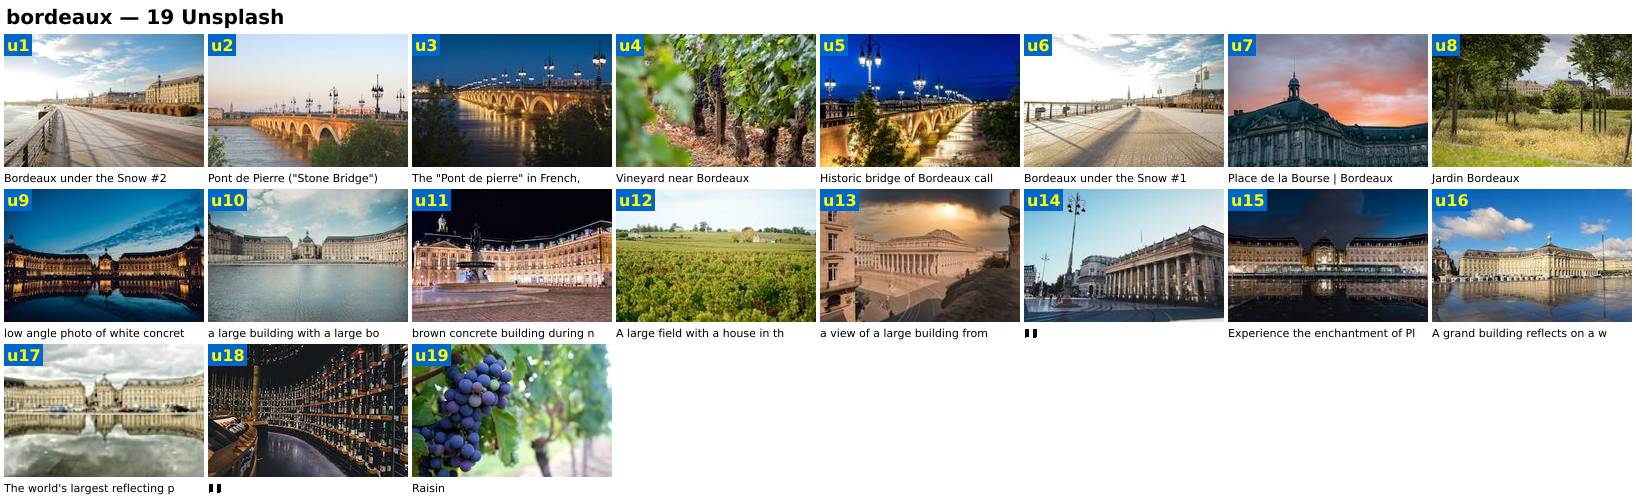 bordeaux — 19 Unsplash
u1
u2
u3
u4
u5
u6
u7
u8
Bordeaux under the Snow #2
Pont de Pierre ("Stone Bridge")
The "Pont de pierre" in French,
Vineyard near Bordeaux
Historic bridge of Bordeaux call
Bordeaux under the Snow #1
Place de la Bourse | Bordeaux
Jardin Bordeaux
u9
u10
u11
u12
u13
u14
u15
u16
low angle photo of white concret
a large building with a large bo
brown concrete building during n
A large field with a house in th
a view of a large building from
Experience the enchantment of Pl
A grand building reflects on a w
u17
u18
u19
The world's largest reflecting p
Raisin